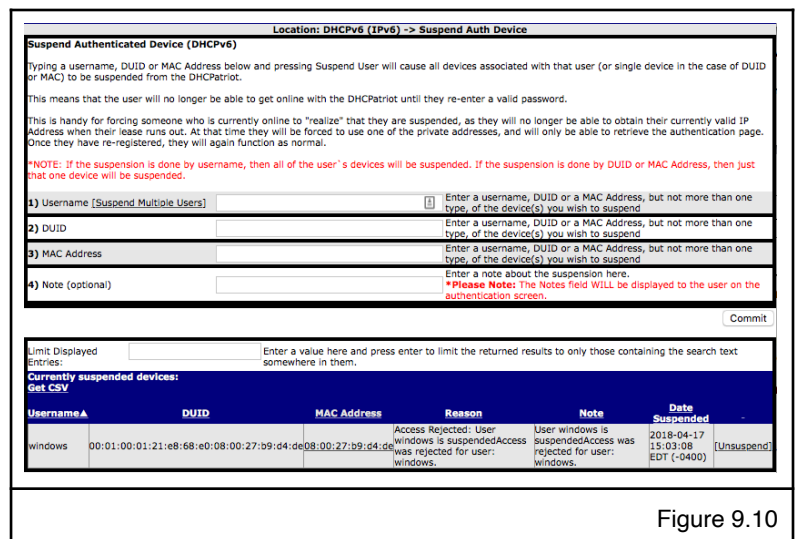 Location: DHCPv6 (IPv6) -> Suspend Auth Device
Suspend Authenticated Device (DHCPv6)
Typing a username, DUID or MAC Address below and pressing Suspend User will cause all devices associated with that user (or single device in the case of DUID
or MAC) to be suspended from the DHCPatriot.
This means that the user will no longer be able to get online with the DHCPatriot until they re-enter a valid password.
This is handy for forcing someone who is currently online to "realize" that they are suspended, as they will no longer be able to obtain their currently valid IP
Address when their lease runs out. At that time they will be forced to use one of the private addresses, and will only be able to retrieve the authentication page.
Once they have re-registered, they will again function as normal.
*NOTE: If the suspension is done by username, then all of the user`s devices will be suspended. If the suspension is done by DUID or MAC Address, then just
that one device will be suspended.
1) Username [Suspend Multiple Users]
Enter a username, DUID or a MAC Address, but not more than one
type, of the device(s) you wish to suspend
2) DUID
Enter a username, DUID or a MAC Address, but not more than one
type, of the device(s) you wish to suspend
3) MAC Address
Enter a username, DUID or a MAC Address, but not more than one
type, of the device(s) you wish to suspend
4) Note (optional)
Enter a note about the suspension here.
*Please Note: The Notes field WILL be displayed to the user on the
authentication screen.
Commit
Limit Displayed
Entries:
Enter a value here and press enter to limit the returned results to only those containing the search text
somewhere in them.
Currently suspended devices:
Get CSV
Username▲ DUID MAC Address Reason Note Date
Suspended -
windows 00:01:00:01:21:e8:68:e0:08:00:27:b9:d4:de 08:00:27:b9:d4:de
Access Rejected: User
windows is suspendedAccess
was rejected for user:
windows.
User windows is
suspendedAccess was
rejected for user:
windows.
2018-04-17
15:03:08
EDT (-0400)
[Unsuspend]
Figure 9.10